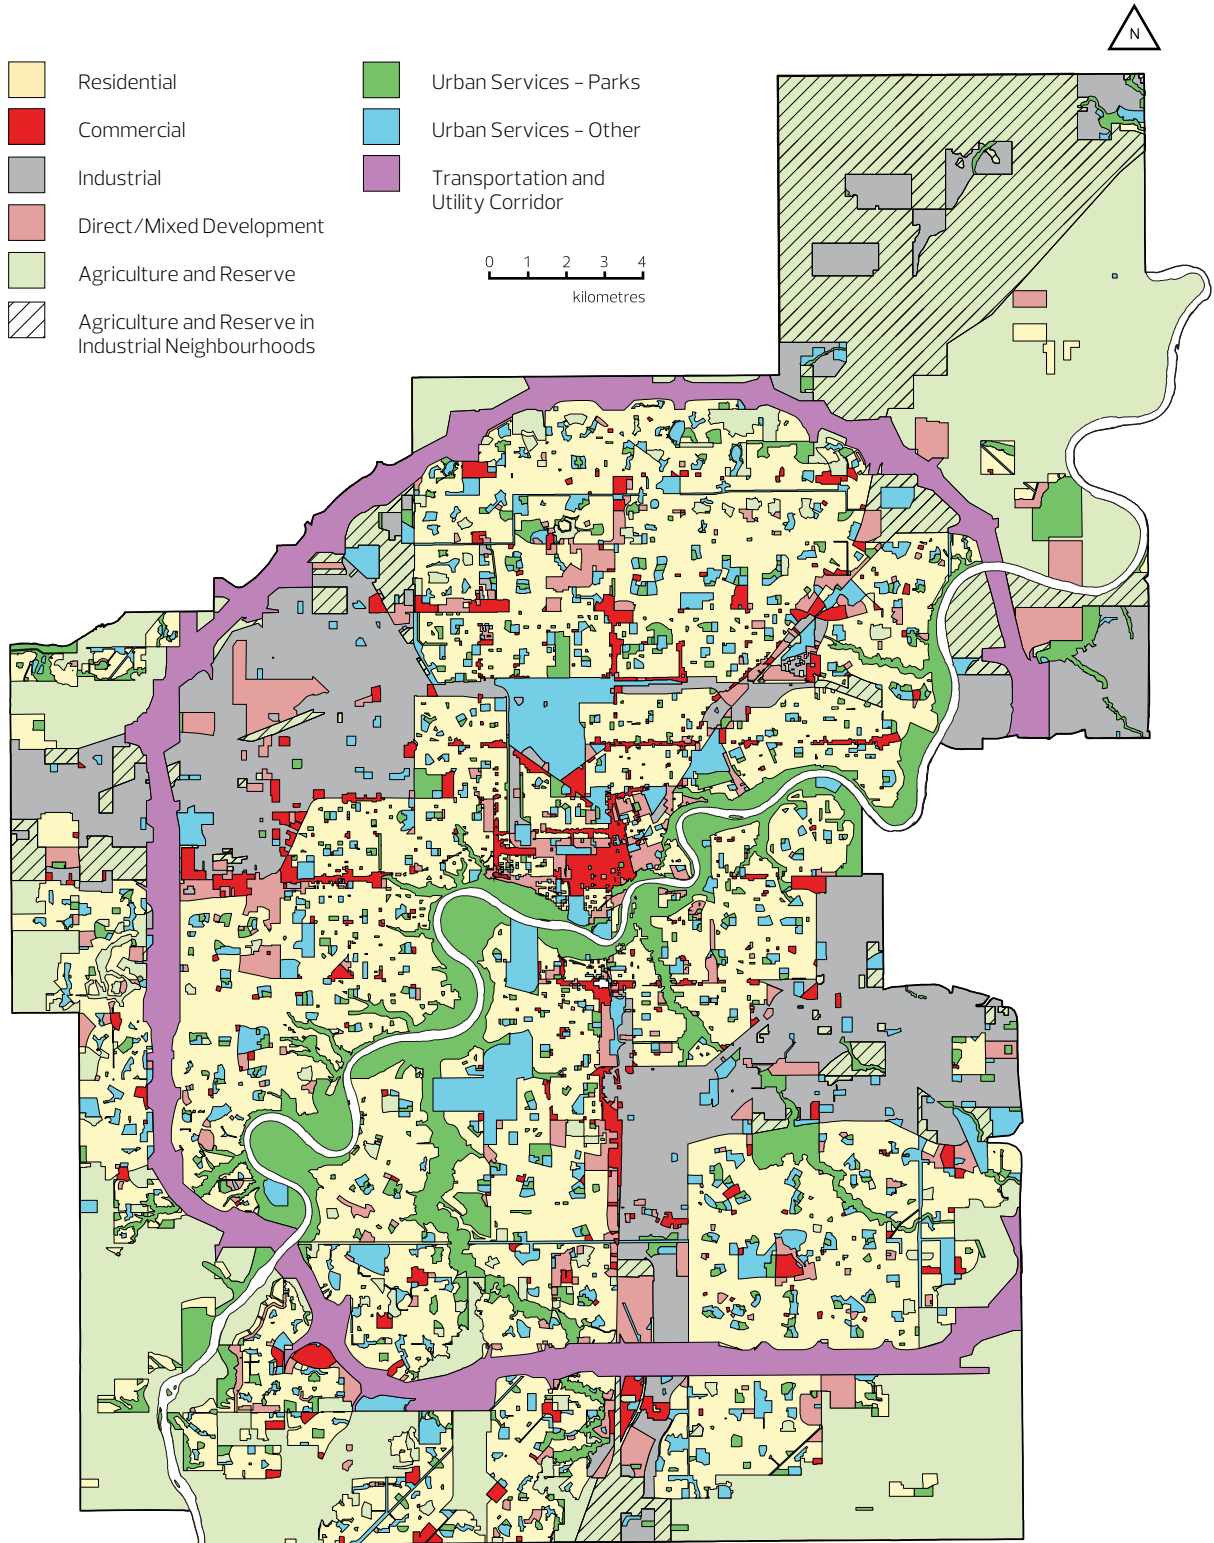 N
Residential
Commercial
Industrial
Direct/Mixed Development
Agriculture and Reserve
Agriculture and Reserve in
Industrial Neighbourhoods
Urban Services – Parks
Urban Services – Other
Transportation and
Utility Corridor
0 1 2 3 4
kilometres